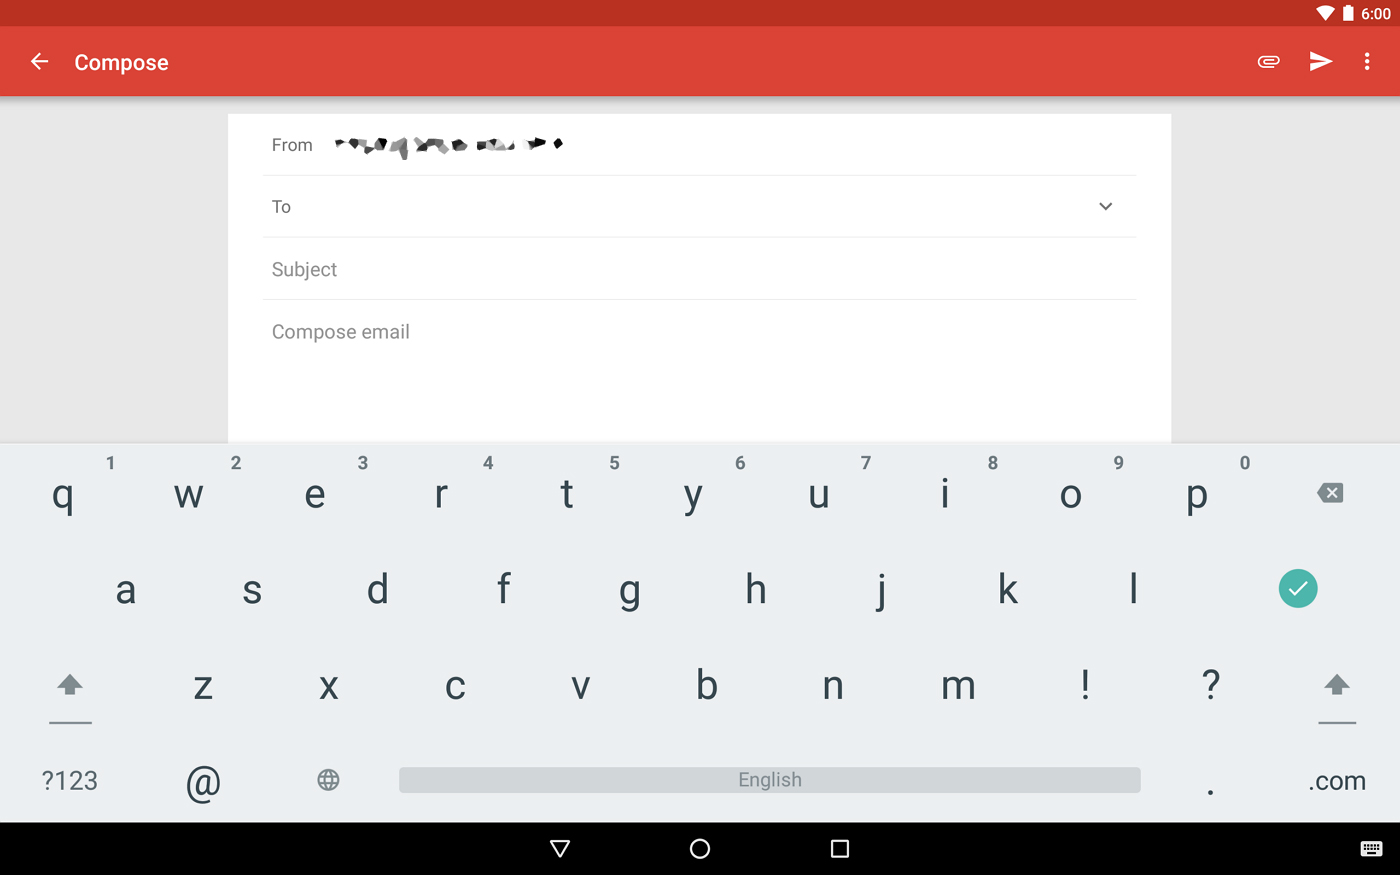 6:00
Compose
From
To
Subject
Compose email
1 2 3 4 5 6 7 8 9 0
q w e r t y u i o p
a s d f g h j k l
z x c v b n m ! ?
?123 @ English . .com